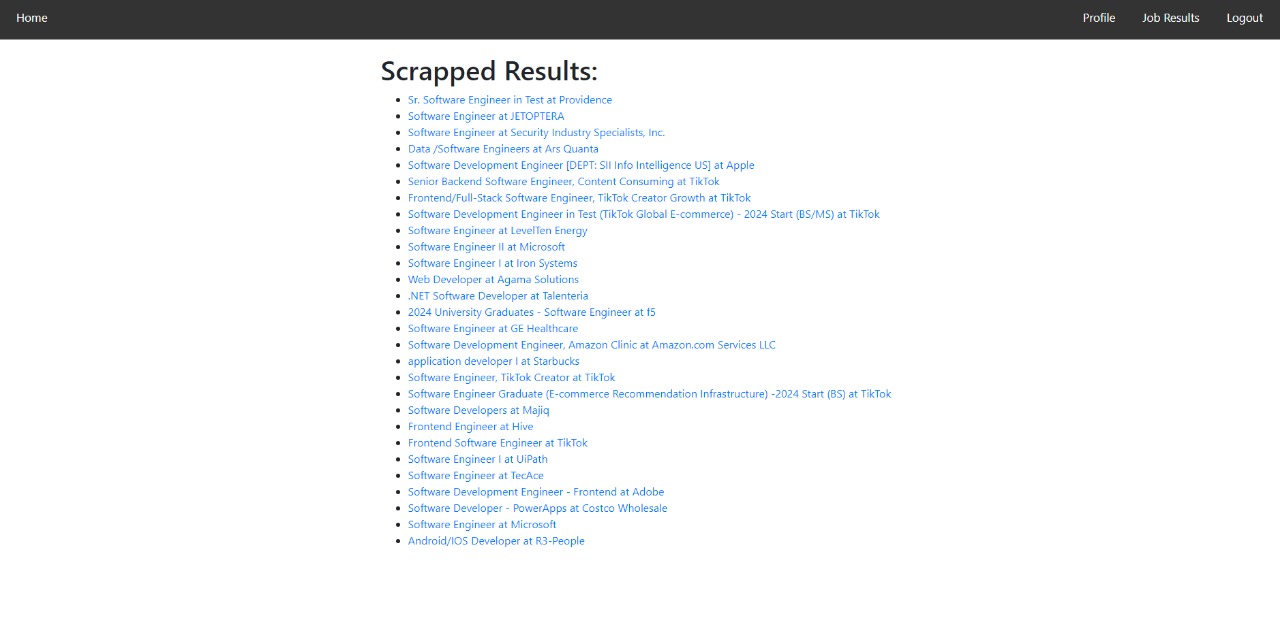 Home
Profile
Job Results
Logout
Scrapped Results:
Sr. Software Engineer in Test at Providence
Software Engineer at JETOPTERA
Software Engineer at Security Industry Specialists, Inc.
Data /Software Engineers at Ars Quanta
Software Development Engineer [DEPT: SII Info Intelligence US] at Apple
Senior Backend Software Engineer, Content Consuming at TikTok
Frontend/Full-Stack Software Engineer, TikTok Creator Growth at TikTok
Software Development Engineer in Test (TikTok Global E-commerce) - 2024 Start (BS/MS) at TikTok
Software Engineer at LevelTen Energy
Software Engineer II at Microsoft
Software Engineer I at Iron Systems
Web Developer at Agama Solutions
.NET Software Developer at Talenteria
2024 University Graduates - Software Engineer at f5
Software Engineer at GE Healthcare
Software Development Engineer, Amazon Clinic at Amazon.com Services LLC
application developer I at Starbucks
Software Engineer, TikTok Creator at TikTok
Software Engineer Graduate (E-commerce Recommendation Infrastructure) -2024 Start (BS) at TikTok
Software Developers at Majiq
Frontend Engineer at Hive
Frontend Software Engineer at TikTok
Software Engineer I at UiPath
Software Engineer at TecAce
Software Development Engineer - Frontend at Adobe
Software Developer - PowerApps at Costco Wholesale
Software Engineer at Microsoft
Android/IOS Developer at R3-People